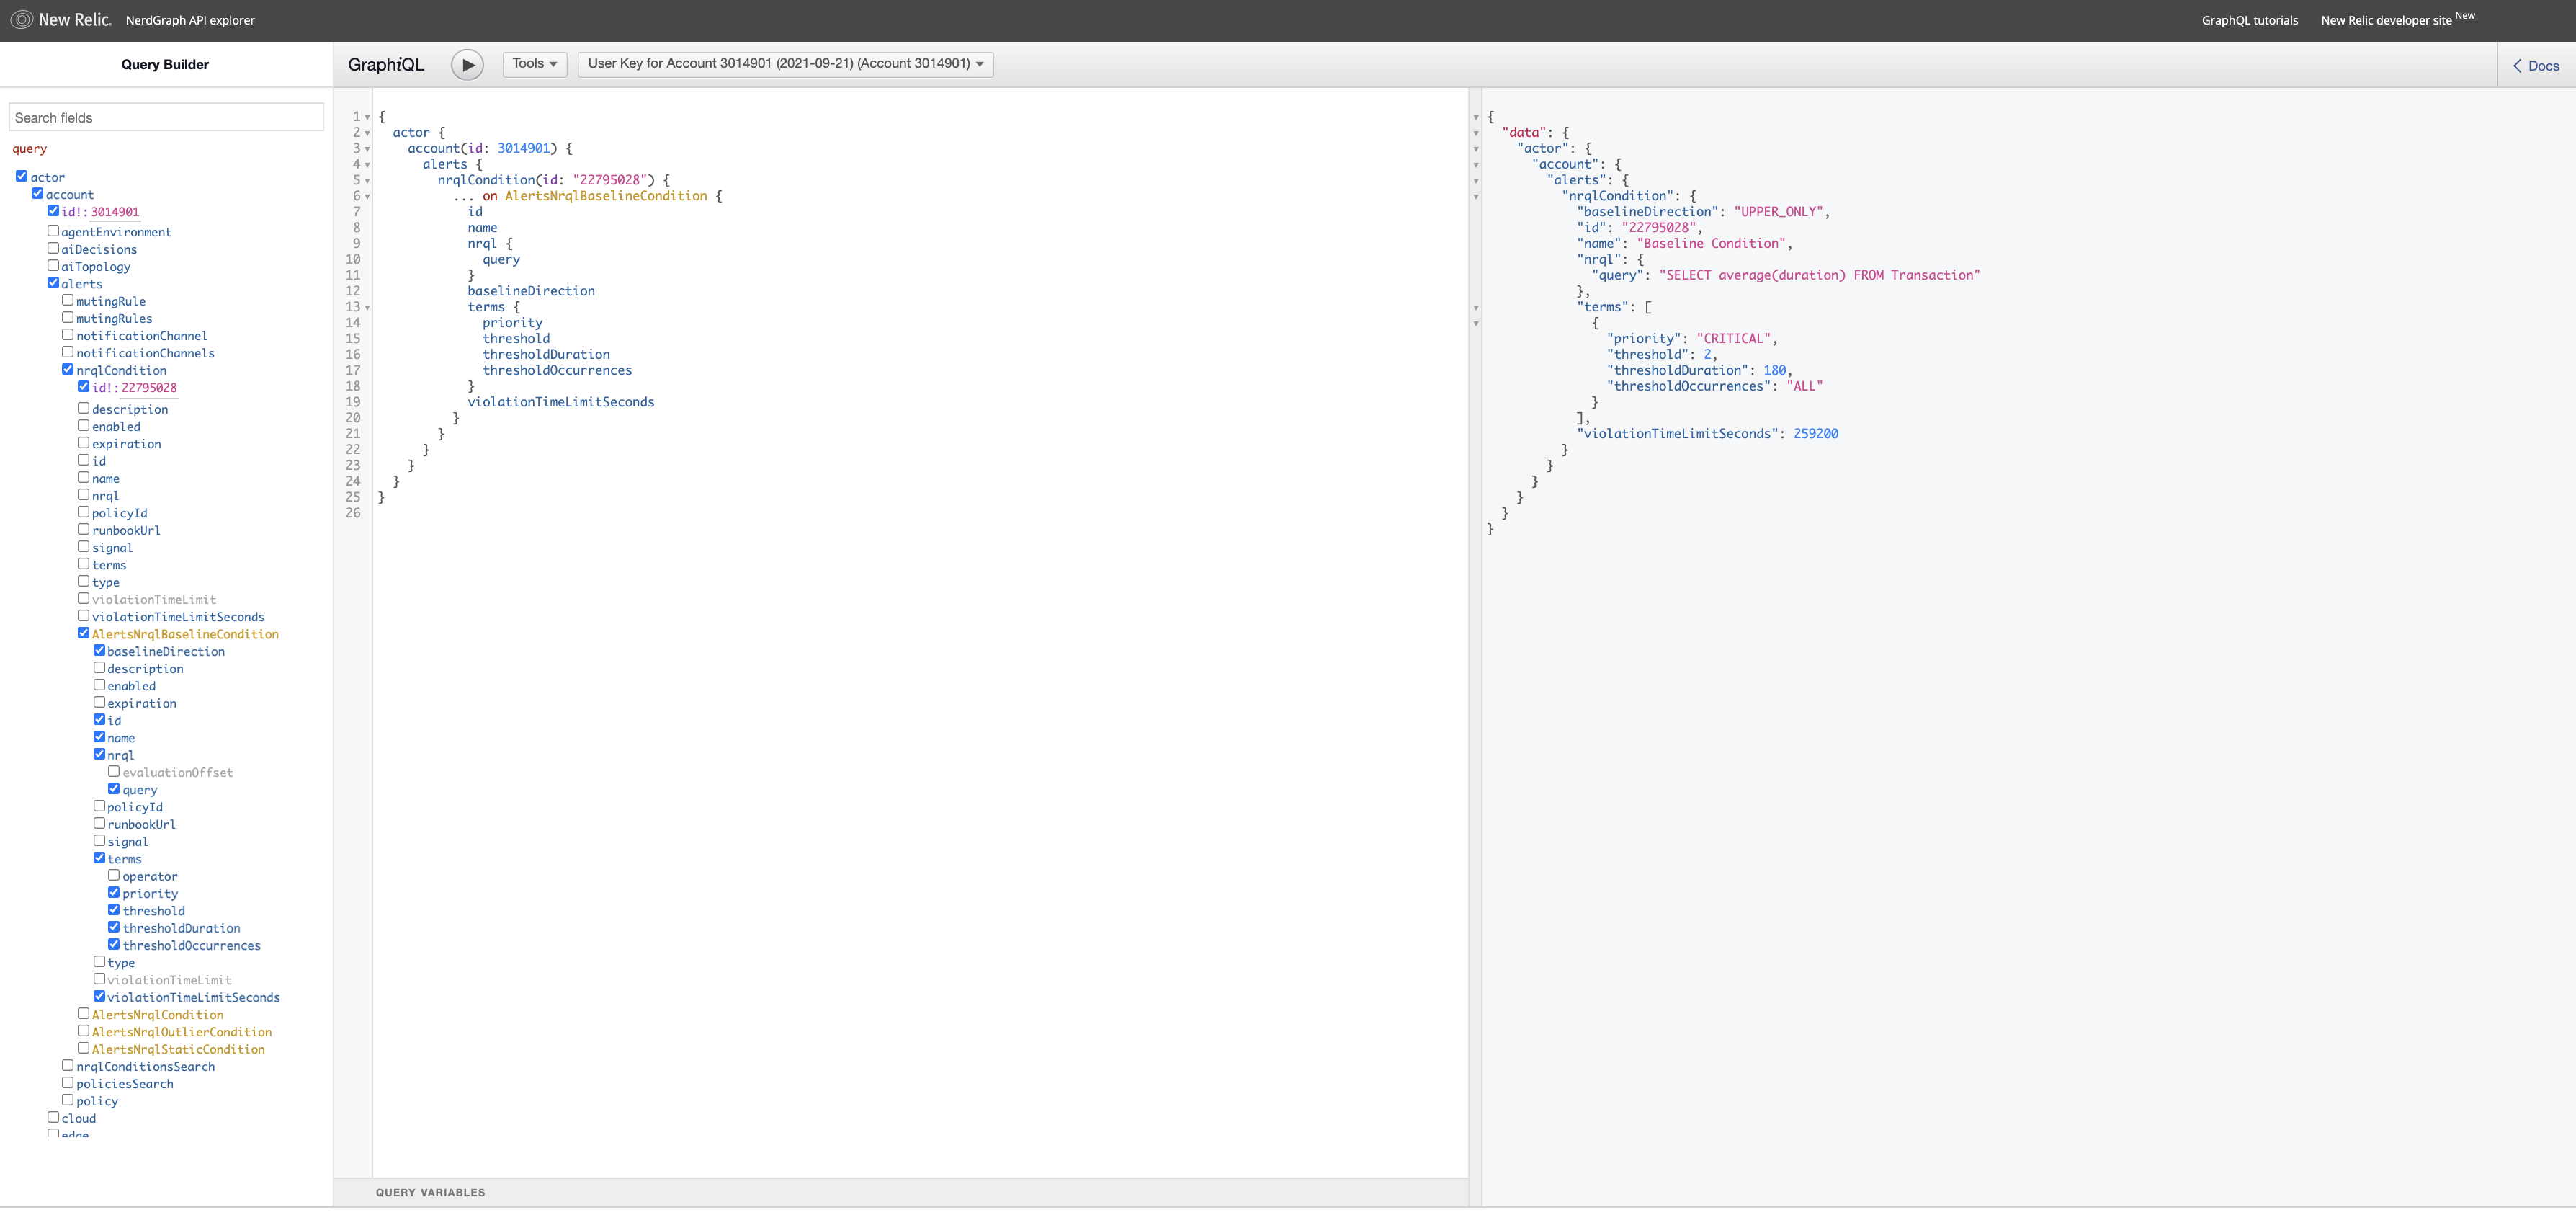 New Relic. NerdGraph API explorer GraphQL tutorials New Relic developer site New
Query Builder
GraphiQL Tools User Key for Account 3014901 (2021-09-21) (Account 3014901) Docs
Search fields
query
actor
account
id!: 3014901
agentEnvironment
aiDecisions
aiTopology
alerts
mutingRule
mutingRules
notificationChannel
notificationChannels
nrqlCondition
id!: 22795028
description
enabled
expiration
id
name
nrql
policyId
runbookUrl
signal
terms
type
violationTimeLimit
violationTimeLimitSeconds
AlertsNrqlBaselineCondition
baselineDirection
description
enabled
expiration
id
name
nrql
evaluationOffset
query
policyId
runbookUrl
signal
terms
operator
priority
threshold
thresholdDuration
thresholdOccurrences
type
violationTimeLimit
violationTimeLimitSeconds
AlertsNrqlCondition
AlertsNrqlOutlierCondition
AlertsNrqlStaticCondition
nrqlConditionsSearch
policiesSearch
policy
cloud
edge
1 {
2 actor {
3 account(id: 3014901) {
4 alerts {
5 nrqlCondition(id: "22795028") {
6 ... on AlertsNrqlBaselineCondition {
7 id
8 name
9 nrql {
10 query
11 }
12 baselineDirection
13 terms {
14 priority
15 threshold
16 thresholdDuration
17 thresholdOccurrences
18 }
19 violationTimeLimitSeconds
20 }
21 }
22 }
23 }
24 }
25 }
26
QUERY VARIABLES
{
"data": {
"actor": {
"account": {
"alerts": {
"nrqlCondition": {
"baselineDirection": "UPPER_ONLY",
"id": "22795028",
"name": "Baseline Condition",
"nrql": {
"query": "SELECT average(duration) FROM Transaction"
},
"terms": [
{
"priority": "CRITICAL",
"threshold": 2,
"thresholdDuration": 180,
"thresholdOccurrences": "ALL"
}
],
"violationTimeLimitSeconds": 259200
}
}
}
}
}
}